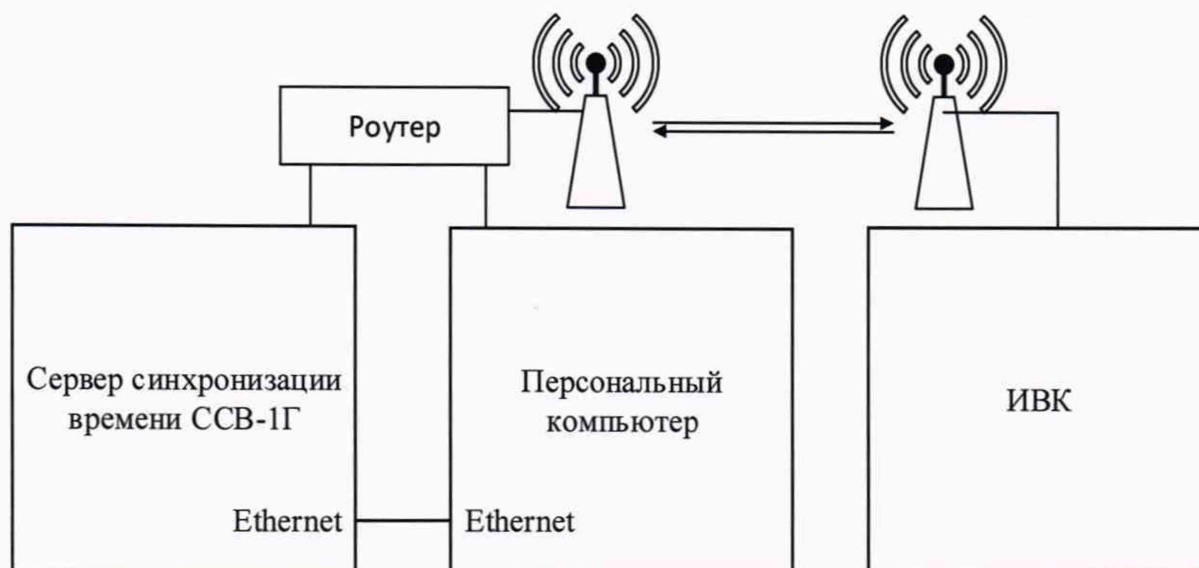 Роутер
Сервер синхронизации
времени ССВ-1Г
Персональный
компьютер
ИВК
Ethernet
Ethernet